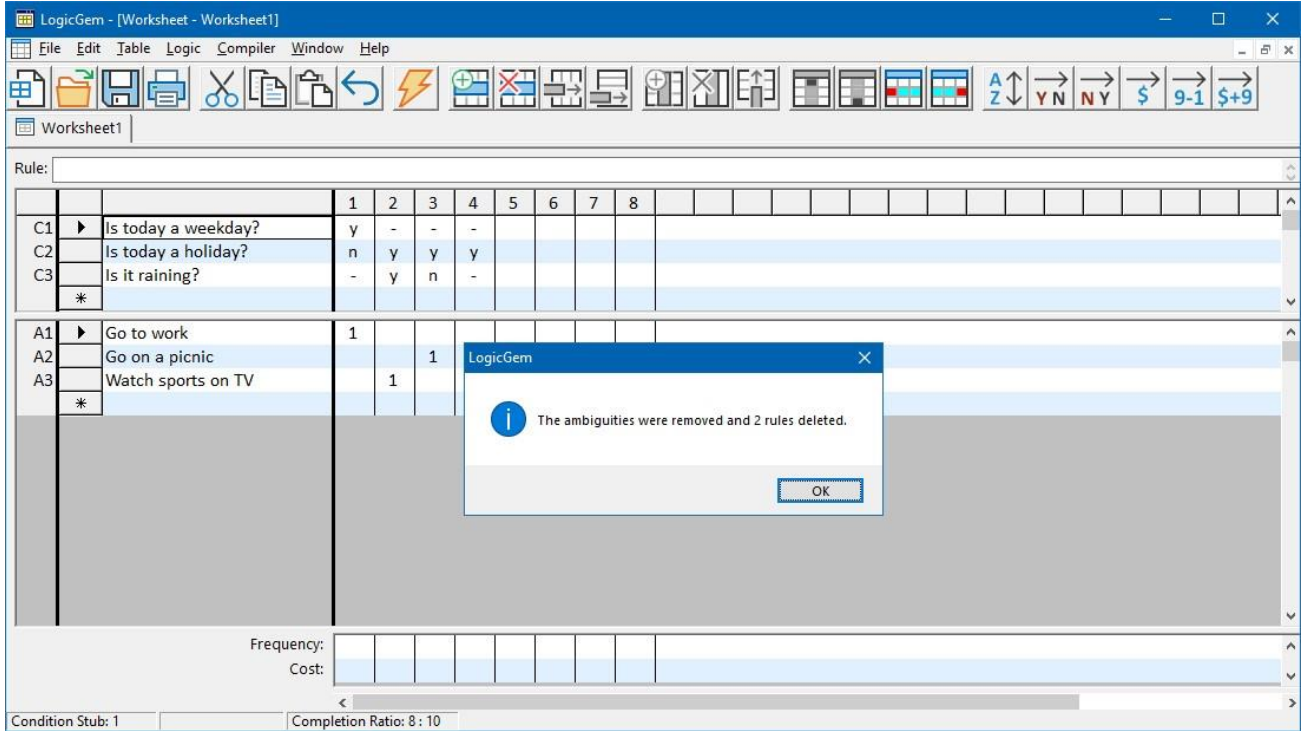 LogicGem - [Worksheet - Worksheet1]
File Edit Table Logic Compiler Window Help
A Z Y N N Y $ 9-1 $+9
Worksheet1
Rule:
1 2 3 4 5 6 7 8
C1 Is today a weekday? y - - -
C2 Is today a holiday? n y y y
C3 Is it raining? - y n -
*
A1 Go to work 1
A2 Go on a picnic 1
A3 Watch sports on TV 1
*
LogicGem
The ambiguities were removed and 2 rules deleted.
OK
Frequency:
Cost:
Condition Stub: 1 Completion Ratio: 8 : 10